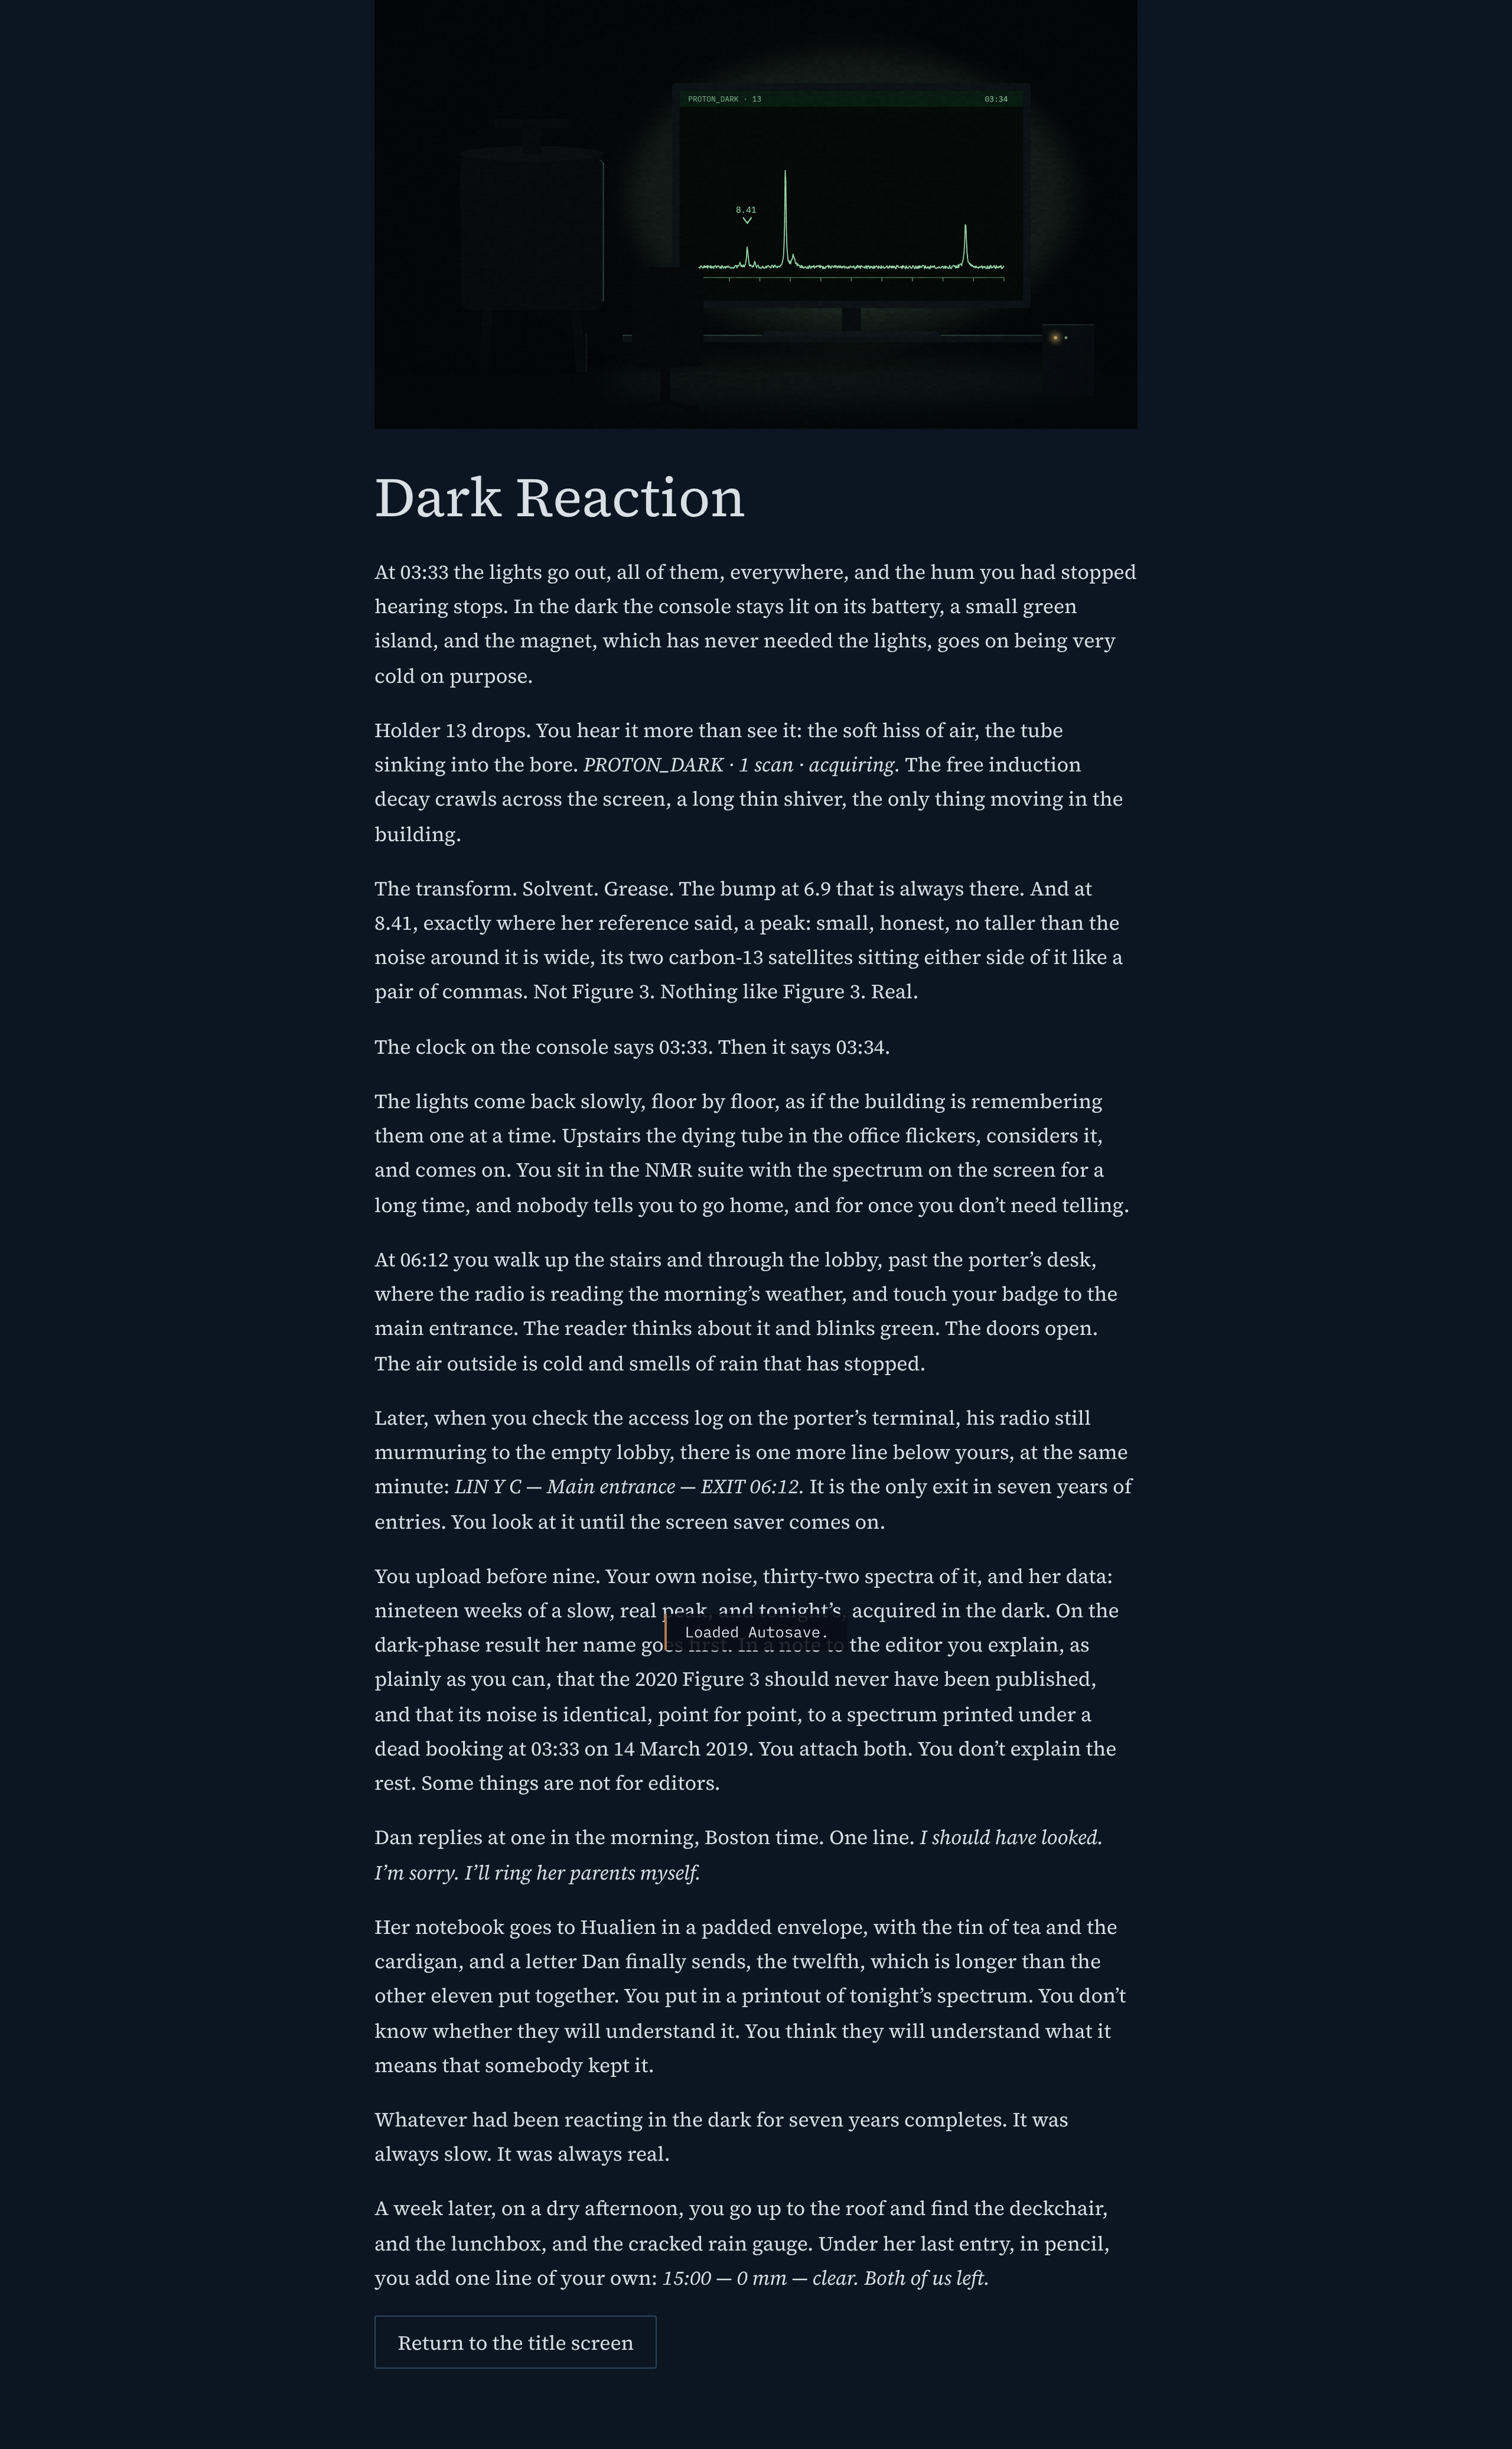 PROTON_DARK · 13
03:34
8.41
Dark Reaction
At 03:33 the lights go out, all of them, everywhere, and the hum you had stopped
hearing stops. In the dark the console stays lit on its battery, a small green
island, and the magnet, which has never needed the lights, goes on being very
cold on purpose.
Holder 13 drops. You hear it more than see it: the soft hiss of air, the tube
sinking into the bore. PROTON_DARK · 1 scan · acquiring. The free induction
decay crawls across the screen, a long thin shiver, the only thing moving in the
building.
The transform. Solvent. Grease. The bump at 6.9 that is always there. And at
8.41, exactly where her reference said, a peak: small, honest, no taller than the
noise around it is wide, its two carbon-13 satellites sitting either side of it like a
pair of commas. Not Figure 3. Nothing like Figure 3. Real.
The clock on the console says 03:33. Then it says 03:34.
The lights come back slowly, floor by floor, as if the building is remembering
them one at a time. Upstairs the dying tube in the office flickers, considers it,
and comes on. You sit in the NMR suite with the spectrum on the screen for a
long time, and nobody tells you to go home, and for once you don’t need telling.
At 06:12 you walk up the stairs and through the lobby, past the porter’s desk,
where the radio is reading the morning’s weather, and touch your badge to the
main entrance. The reader thinks about it and blinks green. The doors open.
The air outside is cold and smells of rain that has stopped.
Later, when you check the access log on the porter’s terminal, his radio still
murmuring to the empty lobby, there is one more line below yours, at the same
minute: LIN Y C — Main entrance — EXIT 06:12. It is the only exit in seven years of
entries. You look at it until the screen saver comes on.
You upload before nine. Your own noise, thirty-two spectra of it, and her data:
nineteen weeks of a slow, real peak, and tonight’s, acquired in the dark. On the
Loaded Autosave.
dark-phase result her name goes first. In a note to the editor you explain, as
plainly as you can, that the 2020 Figure 3 should never have been published,
and that its noise is identical, point for point, to a spectrum printed under a
dead booking at 03:33 on 14 March 2019. You attach both. You don’t explain the
rest. Some things are not for editors.
Dan replies at one in the morning, Boston time. One line. I should have looked.
I’m sorry. I’ll ring her parents myself.
Her notebook goes to Hualien in a padded envelope, with the tin of tea and the
cardigan, and a letter Dan finally sends, the twelfth, which is longer than the
other eleven put together. You put in a printout of tonight’s spectrum. You don’t
know whether they will understand it. You think they will understand what it
means that somebody kept it.
Whatever had been reacting in the dark for seven years completes. It was
always slow. It was always real.
A week later, on a dry afternoon, you go up to the roof and find the deckchair,
and the lunchbox, and the cracked rain gauge. Under her last entry, in pencil,
you add one line of your own: 15:00 — 0 mm — clear. Both of us left.
Return to the title screen